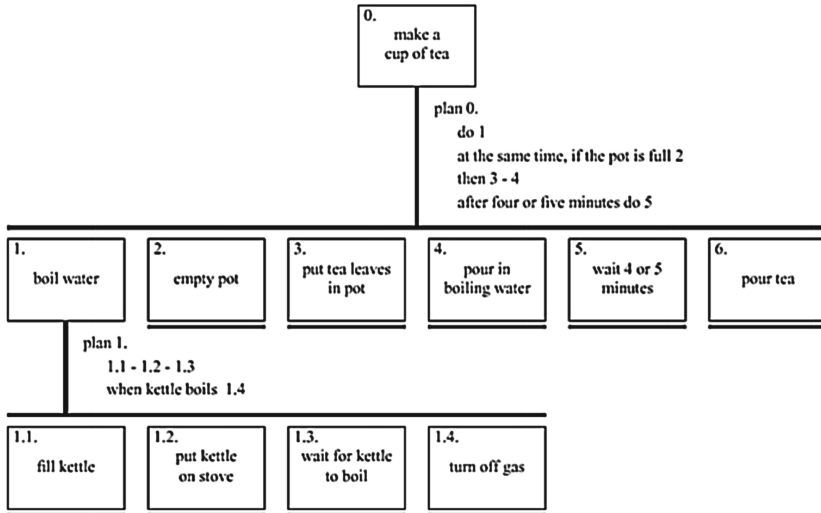 0.
make a
cup of tea
plan 0.
do 1
at the same time, if the pot is full 2
then 3 - 4
after four or five minutes do 5
1.
boil water
2.
empty pot
3.
put tea leaves
in pot
4.
pour in
boiling water
5.
wait 4 or 5
minutes
6.
pour tea
plan 1.
1.1 - 1.2 - 1.3
when kettle boils 1.4
1.1.
fill kettle
1.2.
put kettle
on stove
1.3.
wait for kettle
to boil
1.4.
turn off gas